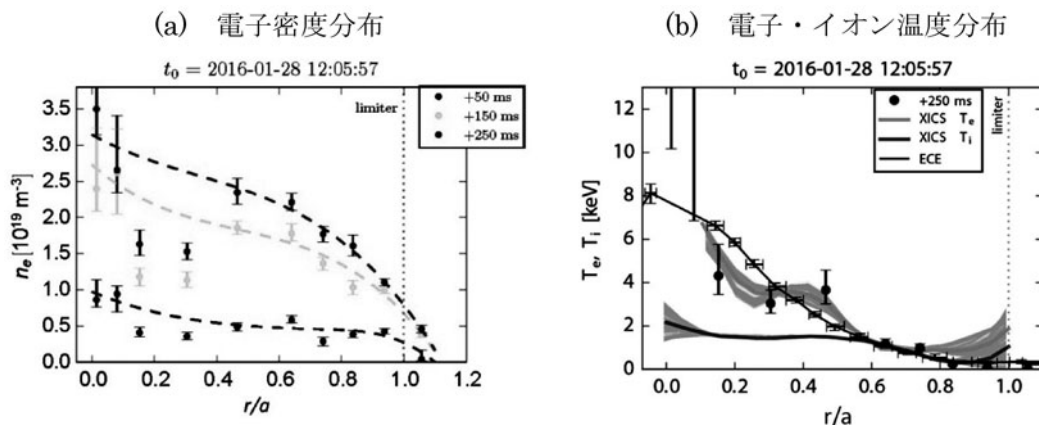 (a) 電子密度分布
t₀ = 2016-01-28 12:05:57
limiter
+50 ms
+150 ms
+250 ms
nₑ [10¹⁹ m⁻³]
3.5
3.0
2.5
2.0
1.5
1.0
0.5
0.0
0.0 0.2 0.4 0.6 0.8 1.0 1.2
r/a
(b) 電子・イオン温度分布
t₀ = 2016-01-28 12:05:57
+250 ms
XICS Tₑ
XICS Tᵢ
ECE
limiter
Tₑ, Tᵢ [keV]
12
10
8
6
4
2
0
0.0 0.2 0.4 0.6 0.8 1.0
r/a